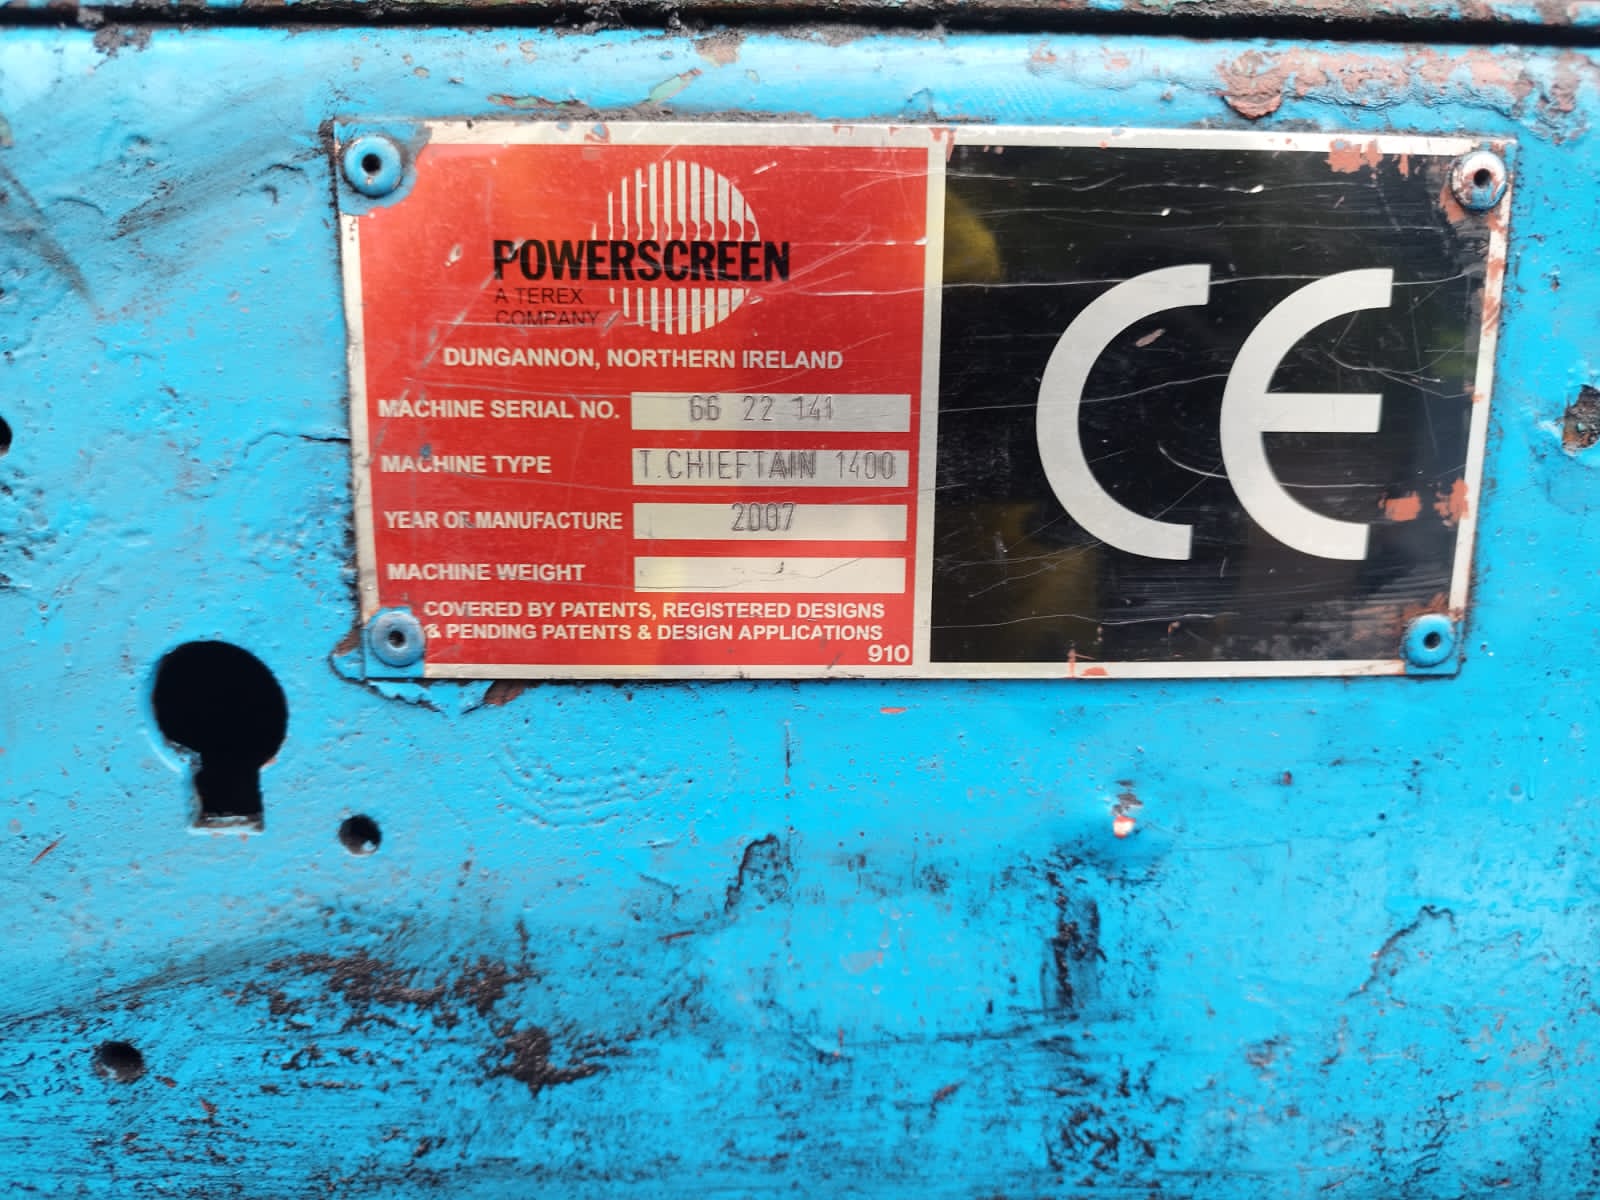 POWERSCREEN
A TEREX
COMPANY
DUNGANNON, NORTHERN IRELAND
MACHINE SERIAL NO. 66 22 141
MACHINE TYPE T.CHIEFTAIN 1400
YEAR OF MANUFACTURE 2007
MACHINE WEIGHT
COVERED BY PATENTS, REGISTERED DESIGNS
& PENDING PATENTS & DESIGN APPLICATIONS
910
CE